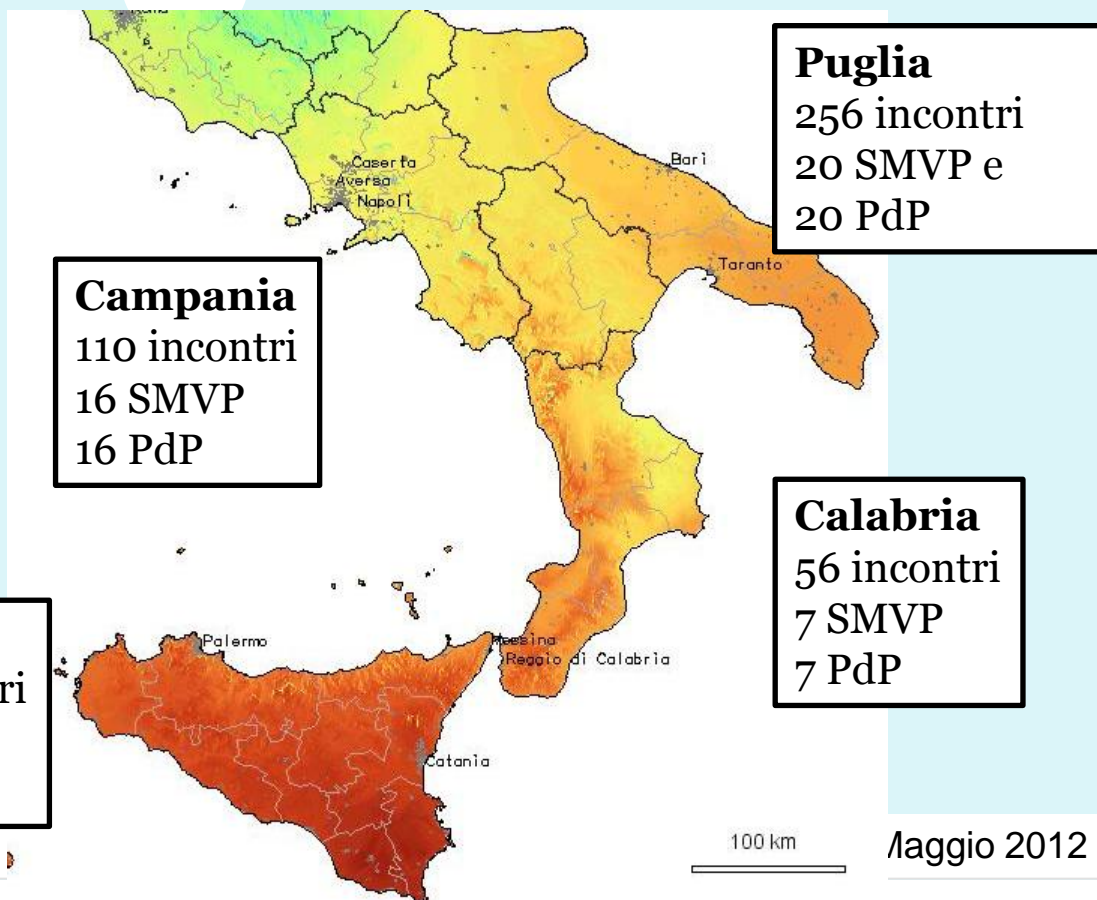 Puglia
256 incontri
20 SMVP e
20 PdP
Caserta
Aversa
Napoli
Bari
Taranto
Campania
110 incontri
16 SMVP
16 PdP
Calabria
56 incontri
7 SMVP
7 PdP
Palermo
Messina
Reggio di Calabria
ri
Catania
100 km
Maggio 2012